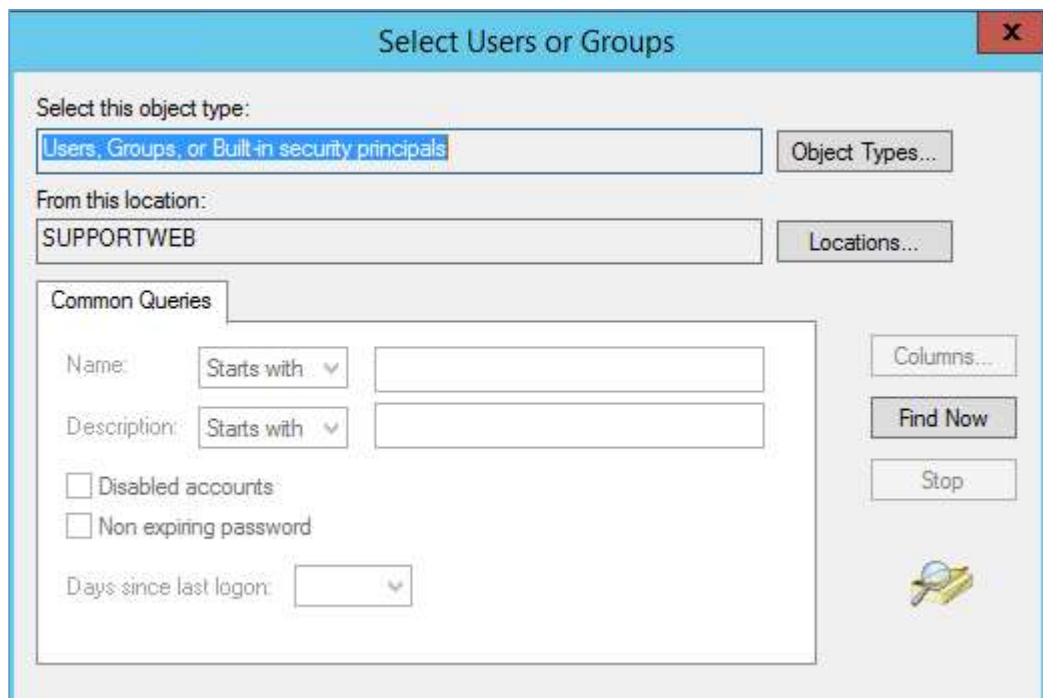 Select Users or Groups
x
Select this object type:
Users, Groups, or Built-in security principals
Object Types...
From this location:
SUPPORTWEB
Locations...
Common Queries
Name:
Starts with
Columns...
Description:
Starts with
Find Now
Disabled accounts
Stop
Non expiring password
Days since last logon: